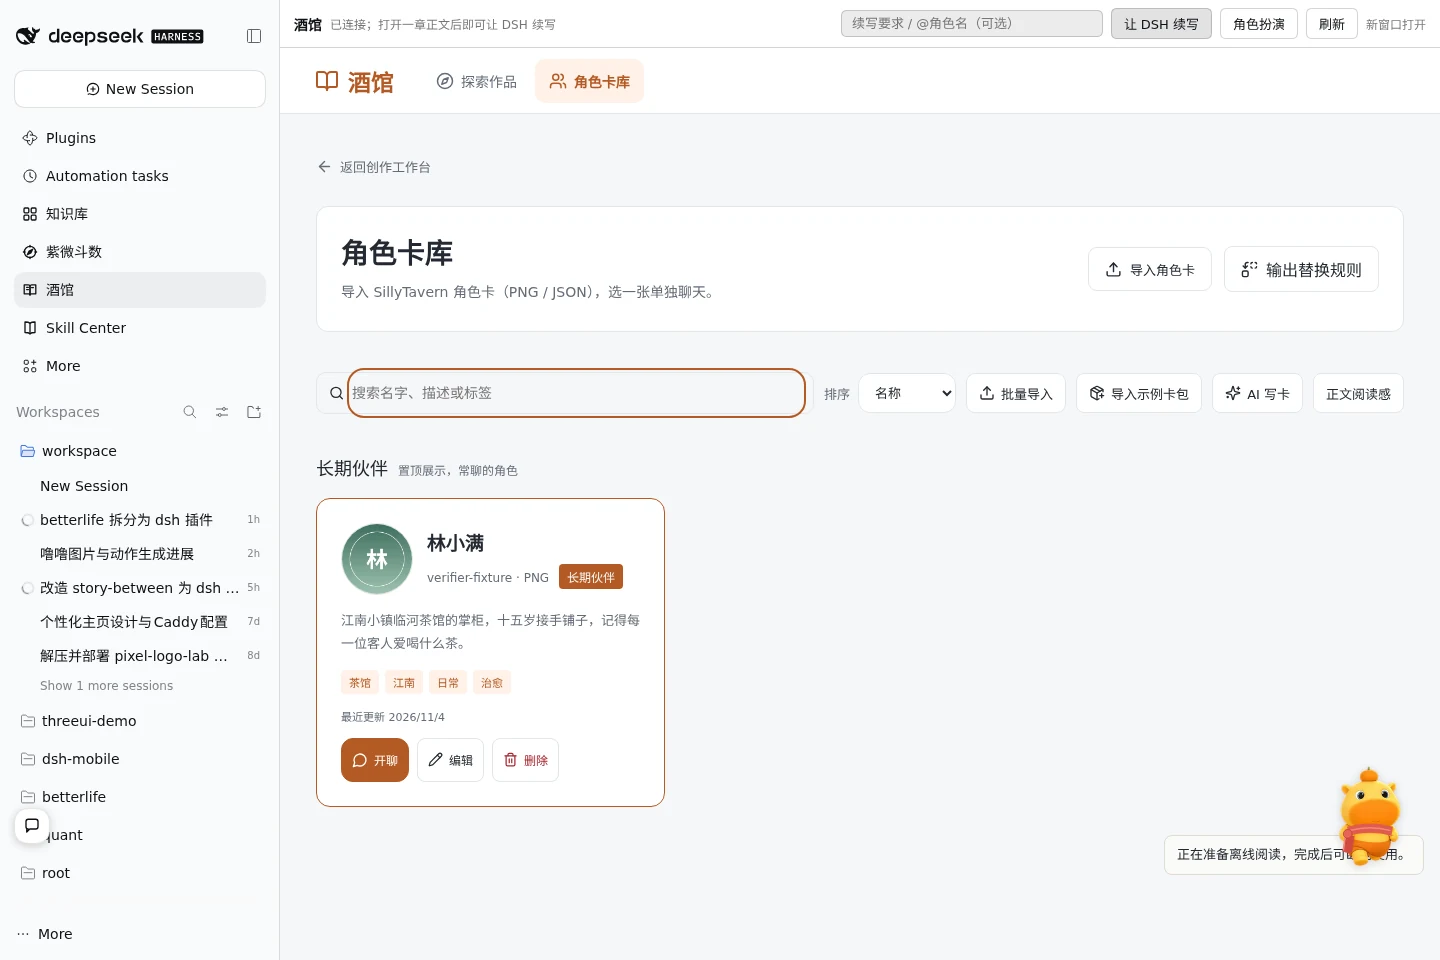 deepseek HARNESS
New Session
Plugins
Automation tasks
知识库
紫微斗数
酒馆
Skill Center
More
Workspaces
workspace
New Session
betterlife 拆分为 dsh 插件 1h
噜噜图片与动作生成进展 2h
改造 story-between 为 dsh ... 5h
个性化主页设计与Caddy配置 7d
解压并部署 pixel-logo-lab ... 8d
Show 1 more sessions
threeui-demo
dsh-mobile
betterlife
quant
root
... More
酒馆 已连接；打开一章正文后即可让 DSH 续写
续写要求 / @角色名（可选）
让 DSH 续写
角色扮演
刷新
新窗口打开
酒馆
探索作品
角色卡库
返回创作工作台
角色卡库
导入 SillyTavern 角色卡（PNG / JSON），选一张单独聊天。
导入角色卡
输出替换规则
搜索名字、描述或标签
排序
名称
批量导入
导入示例卡包
AI 写卡
正文阅读感
长期伙伴 置顶展示，常聊的角色
林
林小满
verifier-fixture · PNG 长期伙伴
江南小镇临河茶馆的掌柜，十五岁接手铺子，记得每
一位客人爱喝什么茶。
茶馆 江南 日常 治愈
最近更新 2026/11/4
开聊 编辑 删除
正在准备离线阅读，完成后可用。